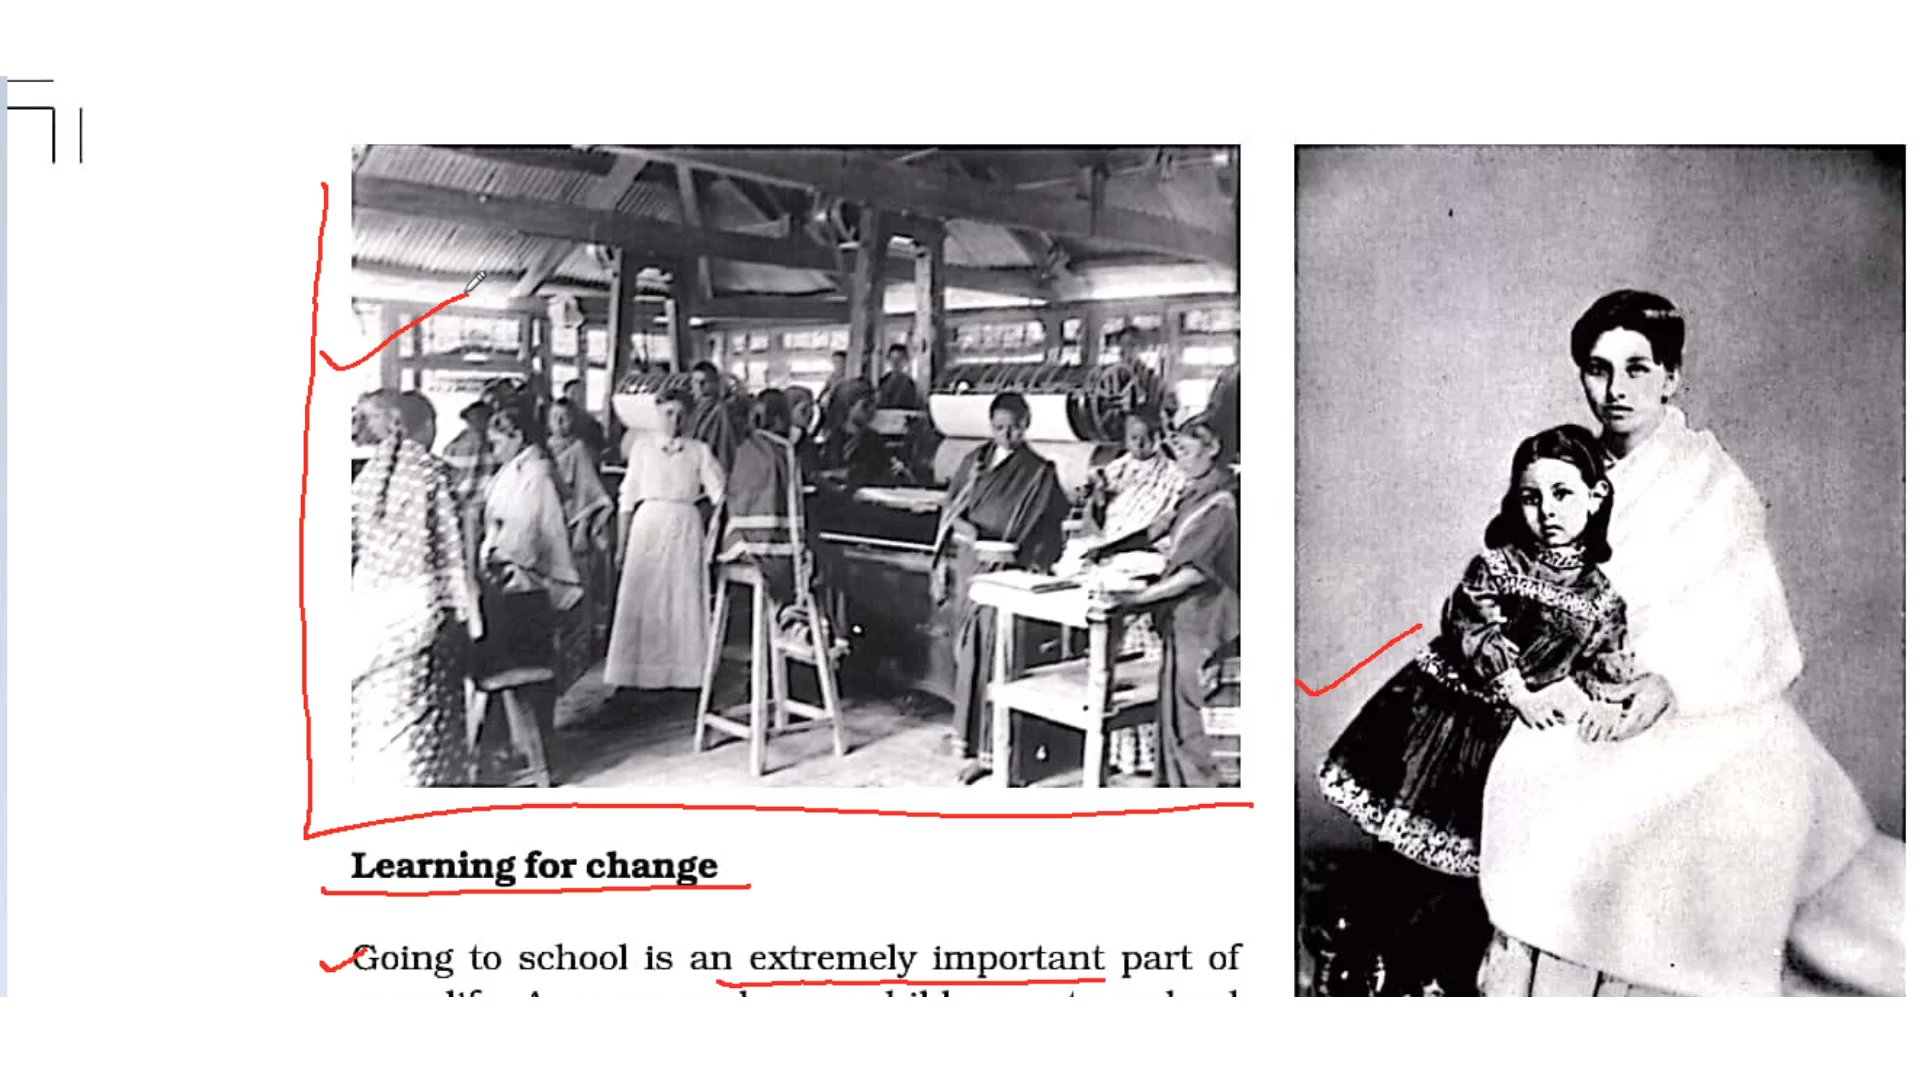 Learning for change
Going to school is an extremely important part of